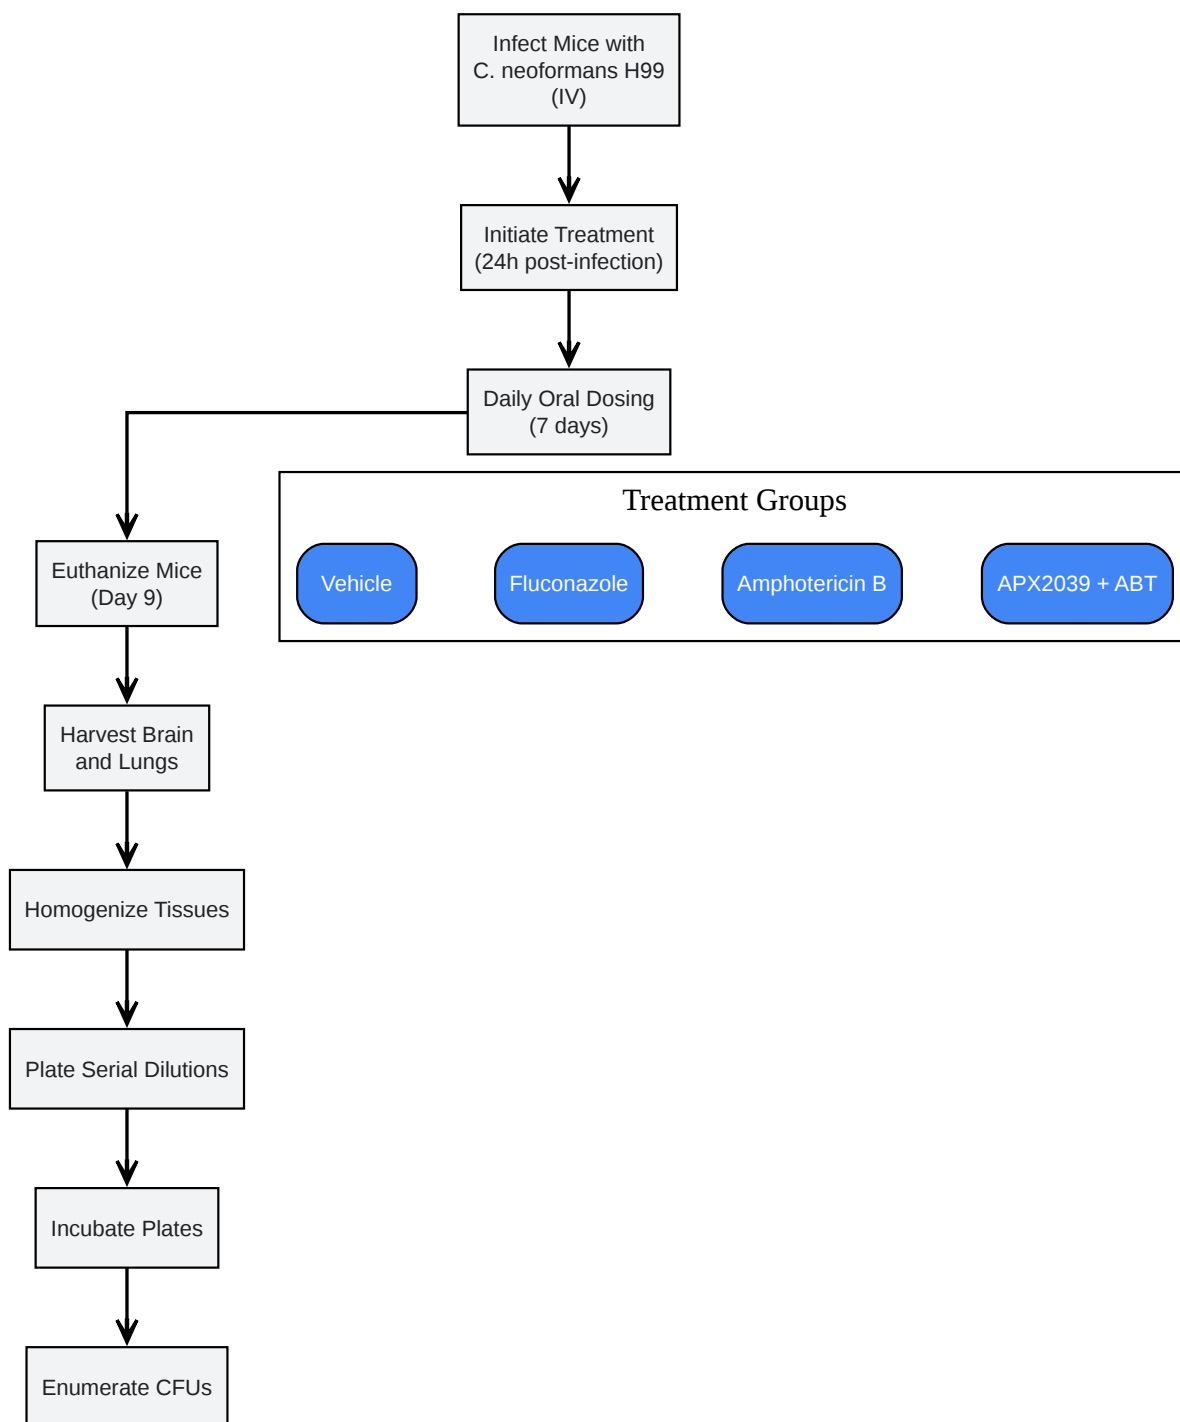 Infect Mice with
C. neoformans H99
(IV)
Initiate Treatment
(24h post-infection)
Daily Oral Dosing
(7 days)
Treatment Groups
Vehicle
Fluconazole
Amphotericin B
APX2039 + ABT
Euthanize Mice
(Day 9)
Harvest Brain
and Lungs
Homogenize Tissues
Plate Serial Dilutions
Incubate Plates
Enumerate CFUs